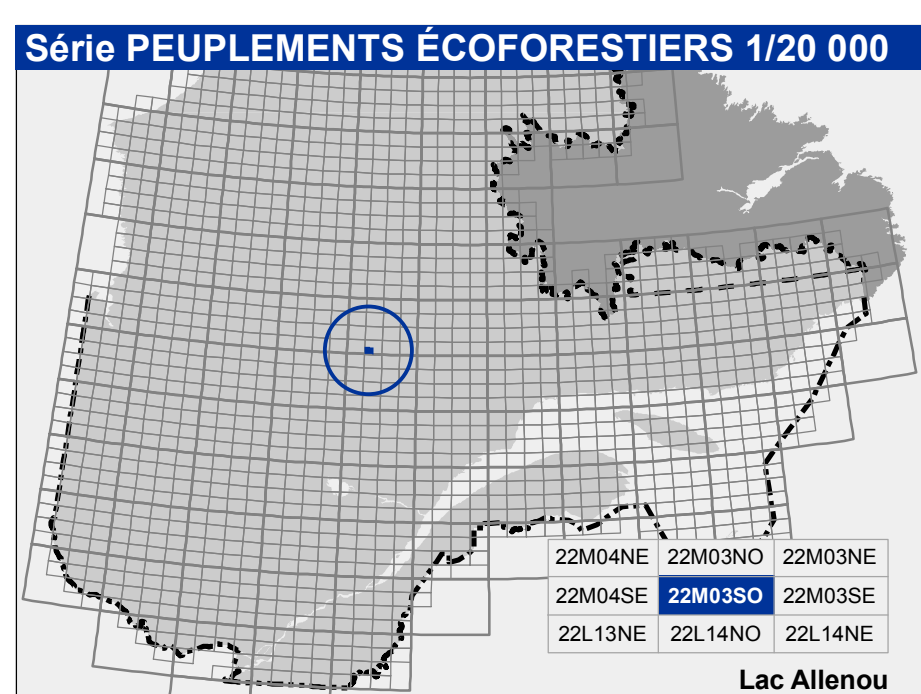 Série PEUPLEMENTS ÉCOFORESTIERS 1/20 000
22M04NE 22M03NO 22M03NE
22M04SE 22M03SO 22M03SE
22L13NE 22L14NO 22L14NE
Lac Allenou